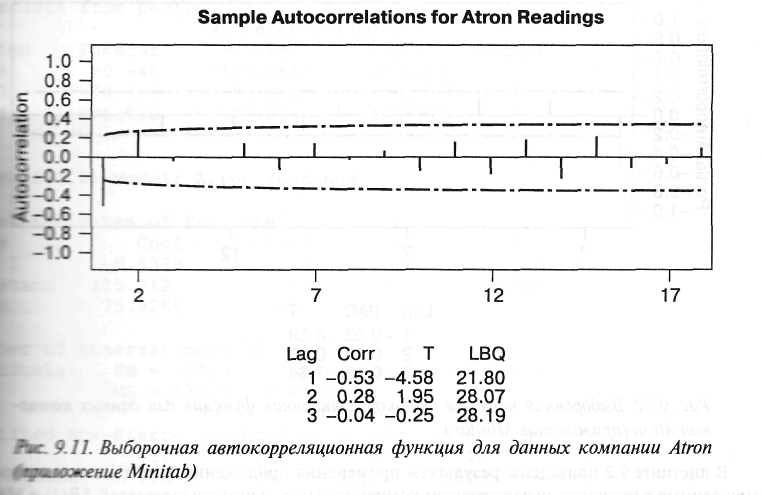 Sample Autocorrelations for Atron Readings
Autocorrelation
1.0
0.8
0.6
0.4
0.2
0.0
−0.2
−0.4
−0.6
−0.8
−1.0
2 7 12 17
Lag Corr T LBQ
1 −0.53 −4.58 21.80
2 0.28 1.95 28.07
3 −0.04 −0.25 28.19
Рис. 9.11. Выборочная автокорреляционная функция для данных компании Atron
(приложение Minitab)